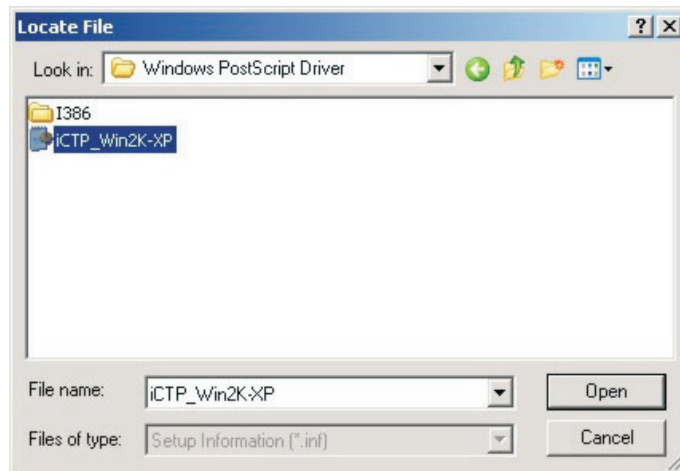 Locate File
Look in: Windows PostScript Driver
I386
iCTP_Win2K-XP
File name: iCTP_Win2K-XP Open
Files of type: Setup Information (*.inf) Cancel